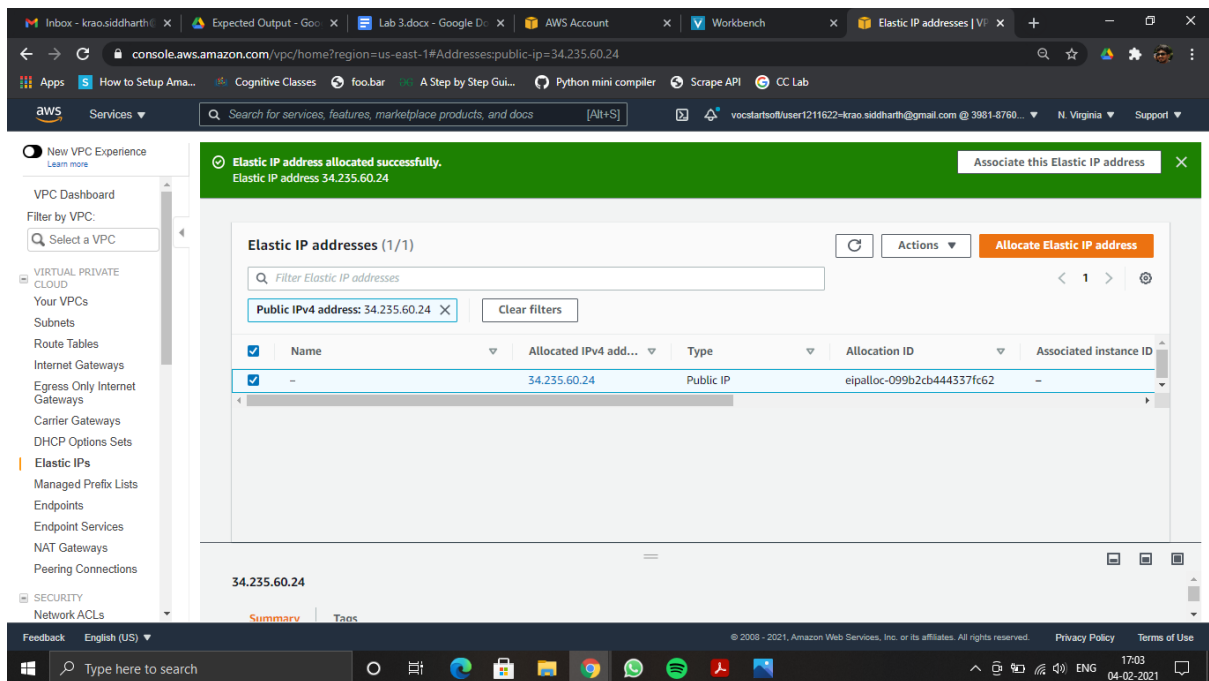 Inbox - krao.siddharth
Expected Output - Goo
Lab 3.docx - Google Do
AWS Account
Workbench
Elastic IP addresses | VP
console.aws.amazon.com/vpc/home?region=us-east-1#Addresses:public-ip=34.235.60.24
Apps
How to Setup Ama...
Cognitive Classes
foo.bar
A Step by Step Gui...
Python mini compiler
Scrape API
CC Lab
aws
Services
Search for services, features, marketplace products, and docs
[Alt+S]
vocstartsoft/user1211622=krao.siddharth@gmail.com @ 3981-8760...
N. Virginia
Support
New VPC Experience
Learn more
VPC Dashboard
Filter by VPC:
Select a VPC
VIRTUAL PRIVATE
CLOUD
Your VPCs
Subnets
Route Tables
Internet Gateways
Egress Only Internet
Gateways
Carrier Gateways
DHCP Options Sets
Elastic IPs
Managed Prefix Lists
Endpoints
Endpoint Services
NAT Gateways
Peering Connections
SECURITY
Network ACLs
Elastic IP address allocated successfully.
Elastic IP address 34.235.60.24
Associate this Elastic IP address
Elastic IP addresses (1/1)
Actions
Allocate Elastic IP address
Filter Elastic IP addresses
1
Public IPv4 address: 34.235.60.24
Clear filters
Name
Allocated IPv4 add...
Type
Allocation ID
Associated instance ID
–
34.235.60.24
Public IP
eipalloc-099b2cb444337fc62
–
34.235.60.24
Summary
Tags
Feedback
English (US)
© 2008 - 2021, Amazon Web Services, Inc. or its affiliates. All rights reserved.
Privacy Policy
Terms of Use
Type here to search
ENG
17:03
04-02-2021